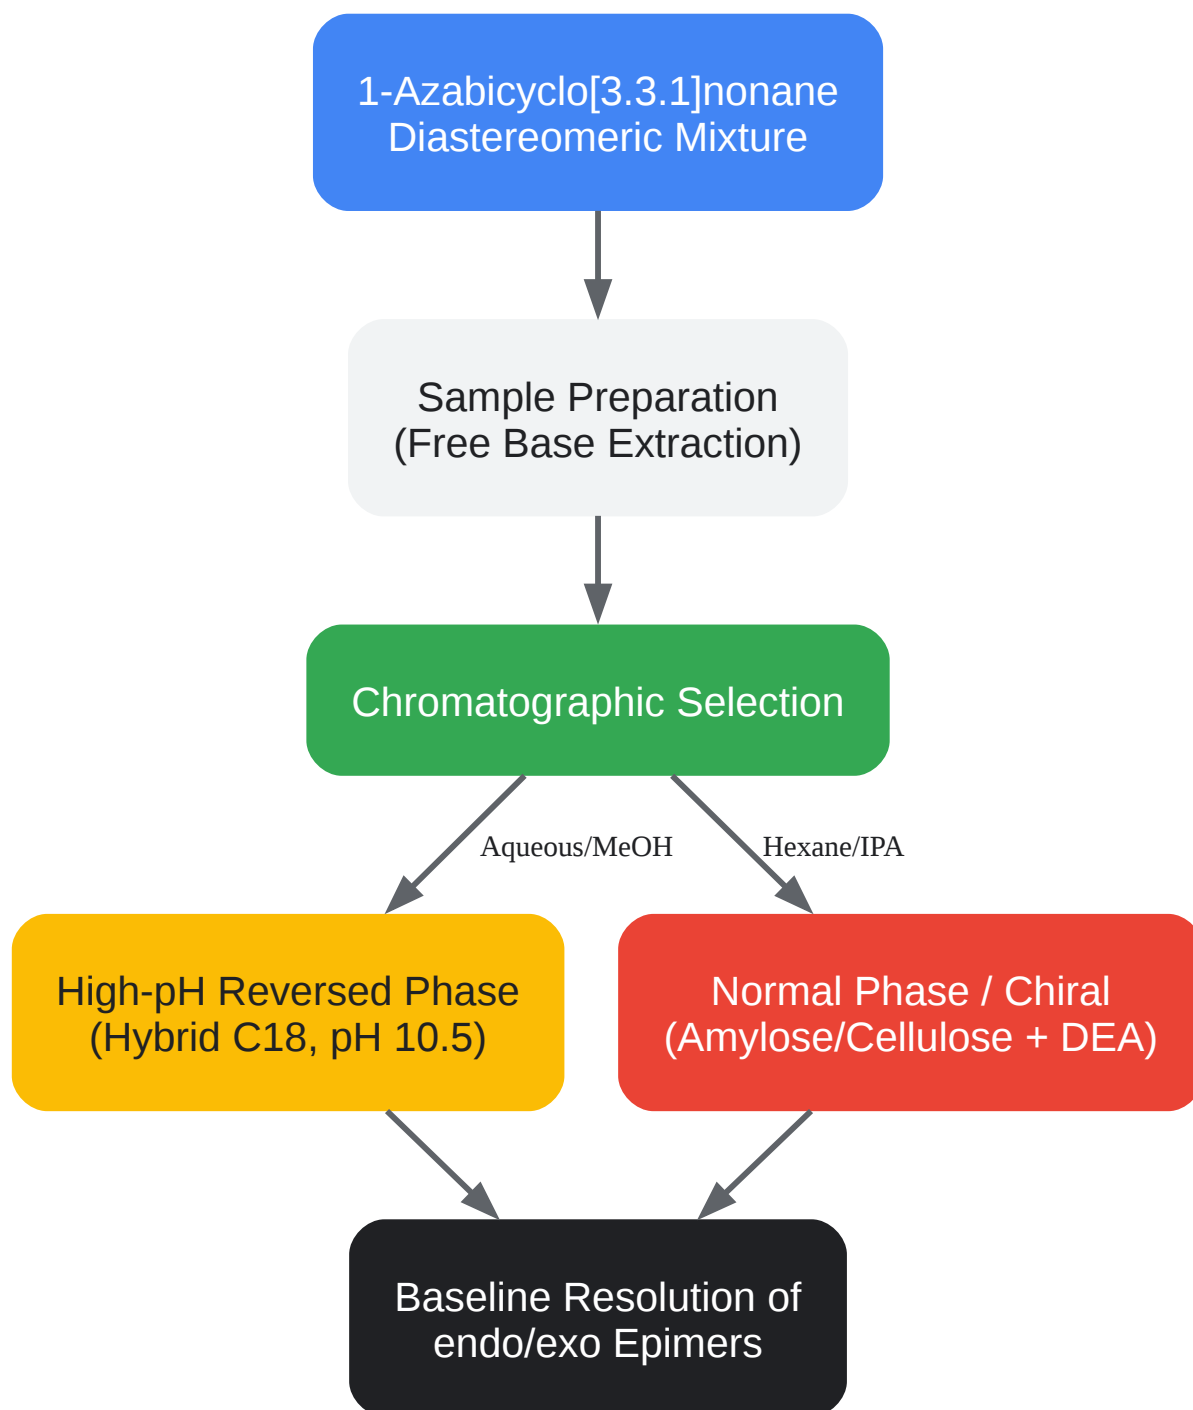 1-Azabicyclo[3.3.1]nonane
Diastereomeric Mixture
Sample Preparation
(Free Base Extraction)
Chromatographic Selection
Aqueous/MeOH
Hexane/IPA
High-pH Reversed Phase
(Hybrid C18, pH 10.5)
Normal Phase / Chiral
(Amylose/Cellulose + DEA)
Baseline Resolution of
endo/exo Epimers